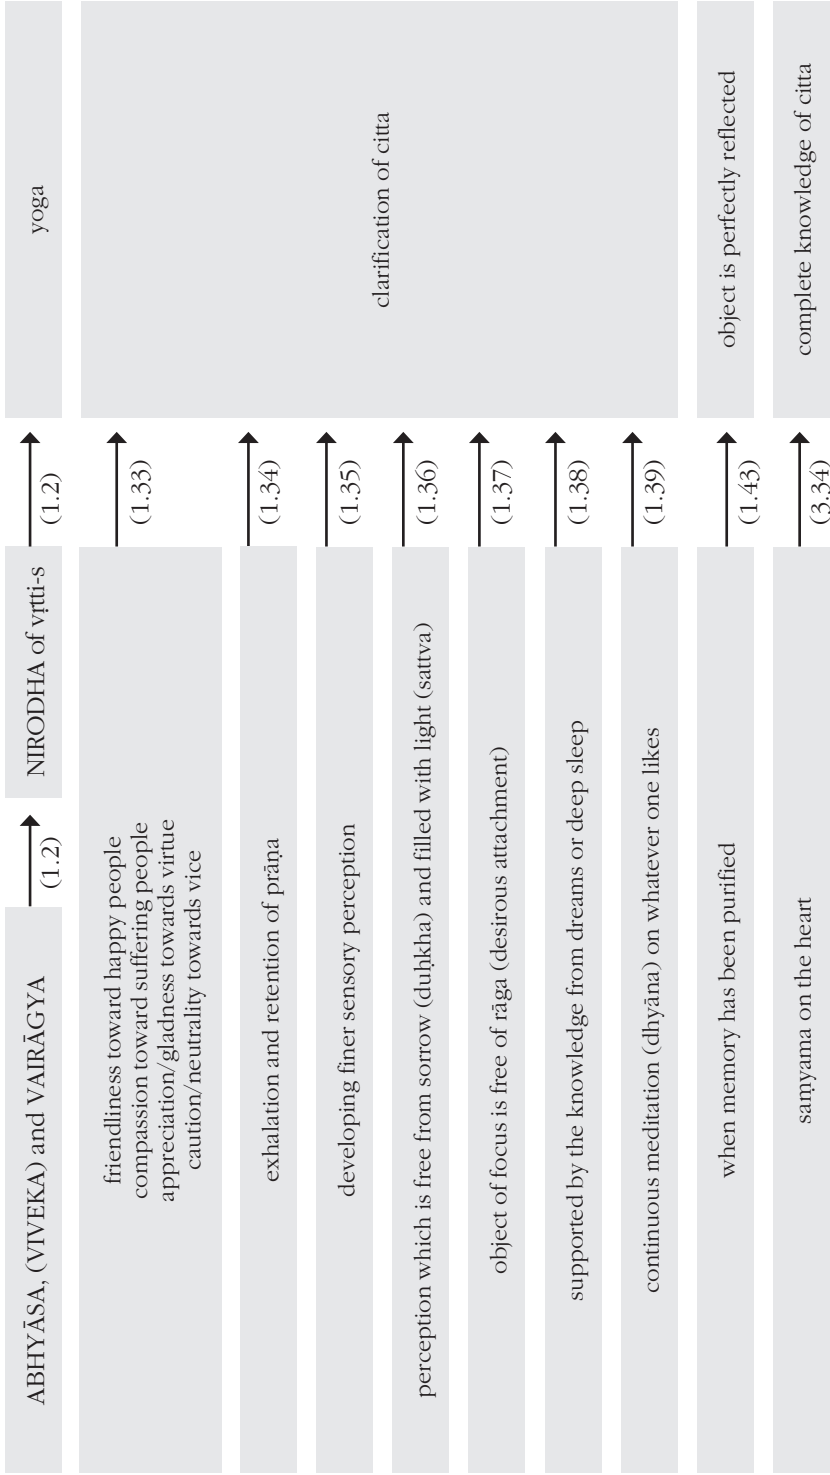 ABHYĀSA, (VIVEKA) and VAIRĀGYA
(1.2)
NIRODHA of vṛtti-s
(1.2)
yoga
friendliness toward happy people
compassion toward suffering people
appreciation/gladness towards virtue
caution/neutrality towards vice
(1.33)
exhalation and retention of prāṇa
(1.34)
developing finer sensory perception
(1.35)
perception which is free from sorrow (duḥkha) and filled with light (sattva)
(1.36)
object of focus is free of rāga (desirous attachment)
(1.37)
supported by the knowledge from dreams or deep sleep
(1.38)
continuous meditation (dhyāna) on whatever one likes
(1.39)
clarification of citta
when memory has been purified
(1.43)
object is perfectly reflected
saṃyama on the heart
(3.34)
complete knowledge of citta